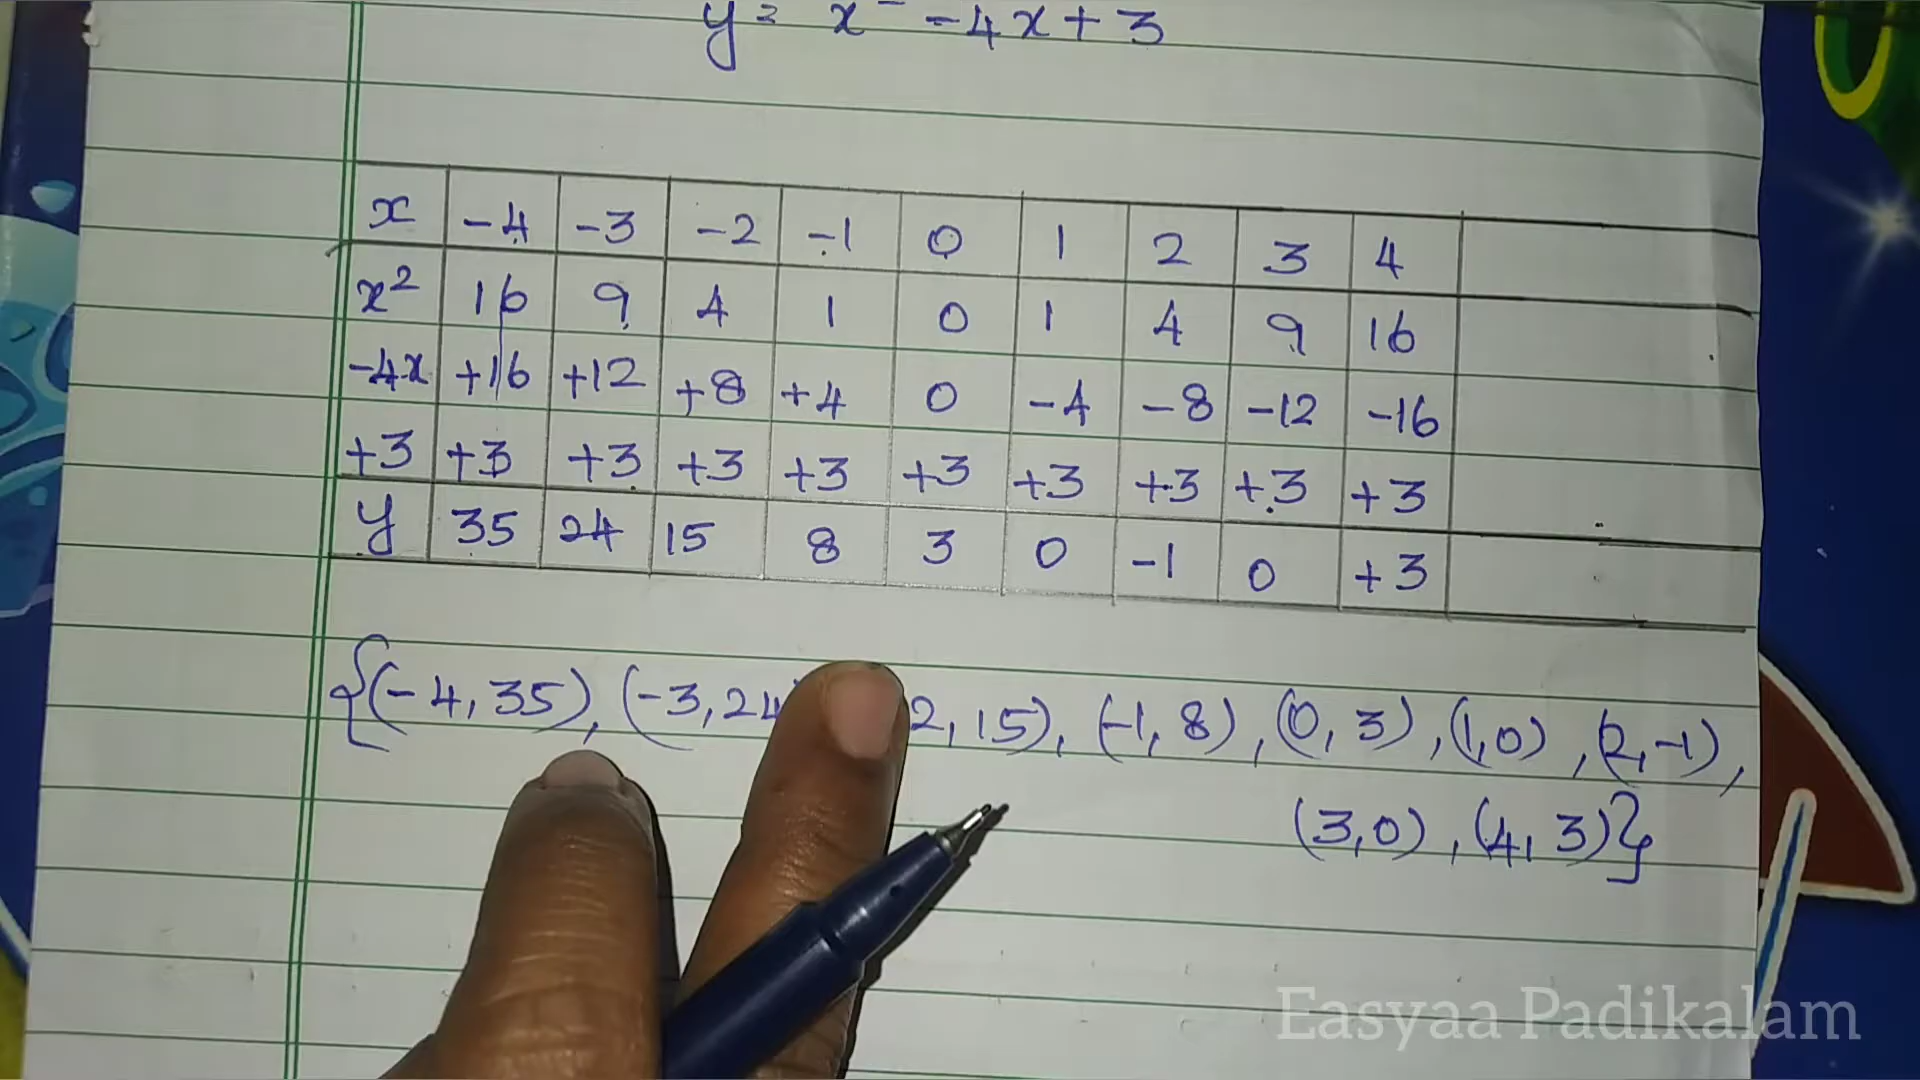 y = x² - 4x + 3
x -4 -3 -2 -1 0 1 2 3 4
x² 16 9 4 1 0 1 4 9 16
-4x +16 +12 +8 +4 0 -4 -8 -12 -16
+3 +3 +3 +3 +3 +3 +3 +3 +3 +3
y 35 24 15 8 3 0 -1 0 +3
{(-4, 35), (-3, 24 2, 15), (-1, 8), (0, 3), (1, 0), (2, -1),
(3, 0), (4, 3)}
Easyaa Padikalam